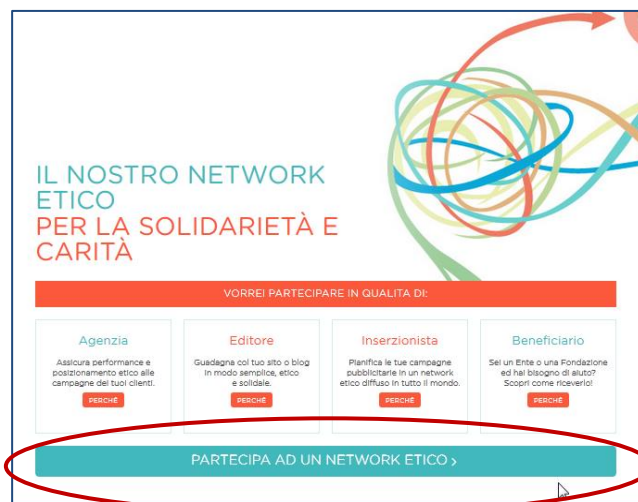 IL NOSTRO NETWORK
ETICO
PER LA SOLIDARIETÀ E
CARITÀ
VORREI PARTECIPARE IN QUALITA DI:
Agenzia
Assicura performance e
posizionamento etico alle
campagne dei tuoi clienti.
PERCHÉ
Editore
Guadagna col tuo sito o blog
in modo semplice, etico
e solidale.
PERCHÉ
Inserzionista
Pianifica le tue campagne
pubblicitarie in un network
etico diffuso in tutto il mondo.
PERCHÉ
Beneficiario
Sei un Ente o una Fondazione
ed hai bisogno di aiuto?
Scopri come riceverlo!
PERCHÉ
PARTECIPA AD UN NETWORK ETICO >